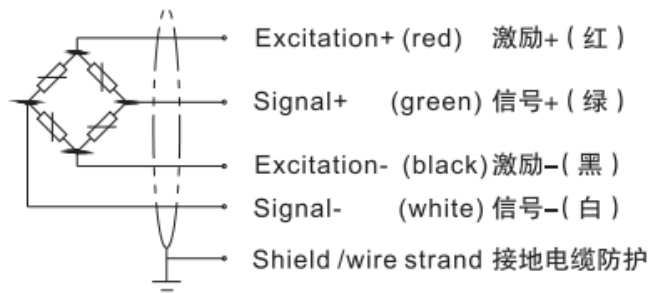 Excitation+ (red) 激励+ ( 红 )
Signal+ (green) 信号+ ( 绿 )
Excitation- (black) 激励–( 黑 )
Signal- (white) 信号–( 白 )
Shield /wire strand 接地电缆防护